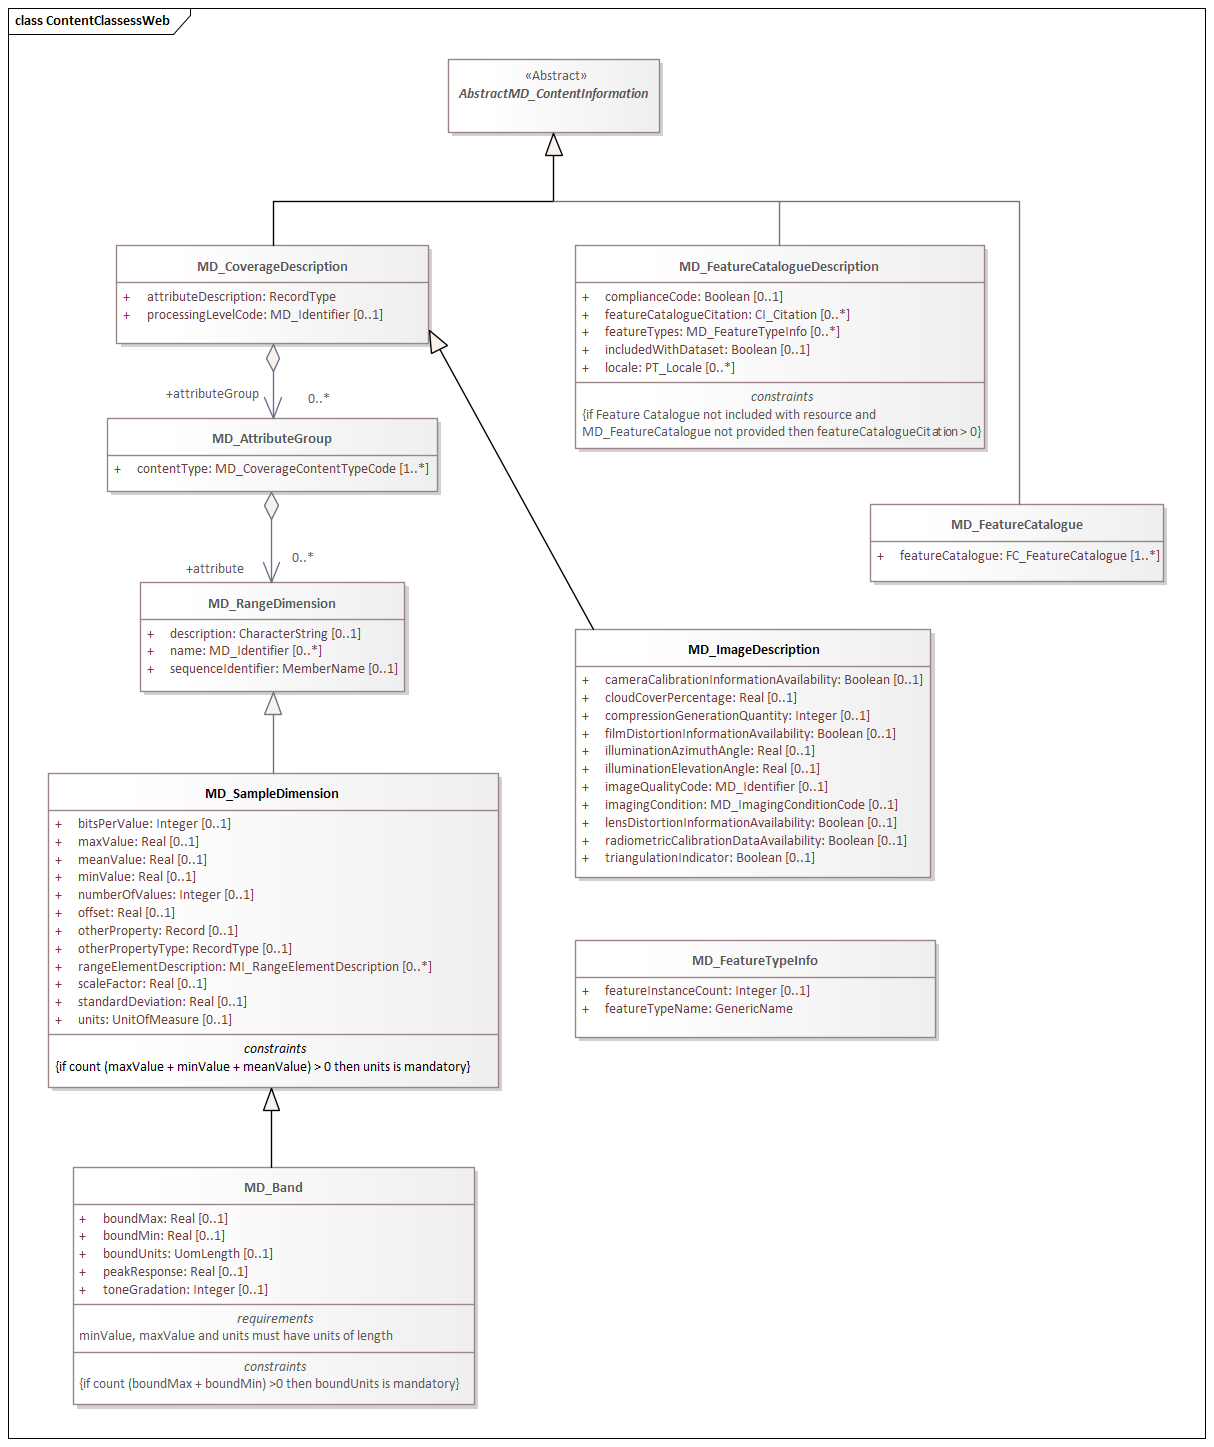 class ContentClassessWeb
«Abstract»
AbstractMD_ContentInformation
MD_CoverageDescription
+ attributeDescription: RecordType
+ processingLevelCode: MD_Identifier [0..1]
MD_FeatureCatalogueDescription
+ complianceCode: Boolean [0..1]
+ featureCatalogueCitation: CI_Citation [0..*]
+ featureTypes: MD_FeatureTypeInfo [0..*]
+ includedWithDataset: Boolean [0..1]
+ locale: PT_Locale [0..*]
constraints
{if Feature Catalogue not included with resource and
MD_FeatureCatalogue not provided then featureCatalogueCitation > 0}
+attributeGroup 0..*
MD_AttributeGroup
+ contentType: MD_CoverageContentTypeCode [1..*]
MD_FeatureCatalogue
+ featureCatalogue: FC_FeatureCatalogue [1..*]
0..*
+attribute
MD_RangeDimension
+ description: CharacterString [0..1]
+ name: MD_Identifier [0..*]
+ sequenceIdentifier: MemberName [0..1]
MD_ImageDescription
+ cameraCalibrationInformationAvailability: Boolean [0..1]
+ cloudCoverPercentage: Real [0..1]
+ compressionGenerationQuantity: Integer [0..1]
+ filmDistortionInformationAvailability: Boolean [0..1]
+ illuminationAzimuthAngle: Real [0..1]
+ illuminationElevationAngle: Real [0..1]
+ imageQualityCode: MD_Identifier [0..1]
+ imagingCondition: MD_ImagingConditionCode [0..1]
+ lensDistortionInformationAvailability: Boolean [0..1]
+ radiometricCalibrationDataAvailability: Boolean [0..1]
+ triangulationIndicator: Boolean [0..1]
MD_SampleDimension
+ bitsPerValue: Integer [0..1]
+ maxValue: Real [0..1]
+ meanValue: Real [0..1]
+ minValue: Real [0..1]
+ numberOfValues: Integer [0..1]
+ offset: Real [0..1]
+ otherProperty: Record [0..1]
+ otherPropertyType: RecordType [0..1]
+ rangeElementDescription: MI_RangeElementDescription [0..*]
+ scaleFactor: Real [0..1]
+ standardDeviation: Real [0..1]
+ units: UnitOfMeasure [0..1]
constraints
{if count (maxValue + minValue + meanValue) > 0 then units is mandatory}
MD_FeatureTypeInfo
+ featureInstanceCount: Integer [0..1]
+ featureTypeName: GenericName
MD_Band
+ boundMax: Real [0..1]
+ boundMin: Real [0..1]
+ boundUnits: UomLength [0..1]
+ peakResponse: Real [0..1]
+ toneGradation: Integer [0..1]
requirements
minValue, maxValue and units must have units of length
constraints
{if count (boundMax + boundMin) >0 then boundUnits is mandatory}